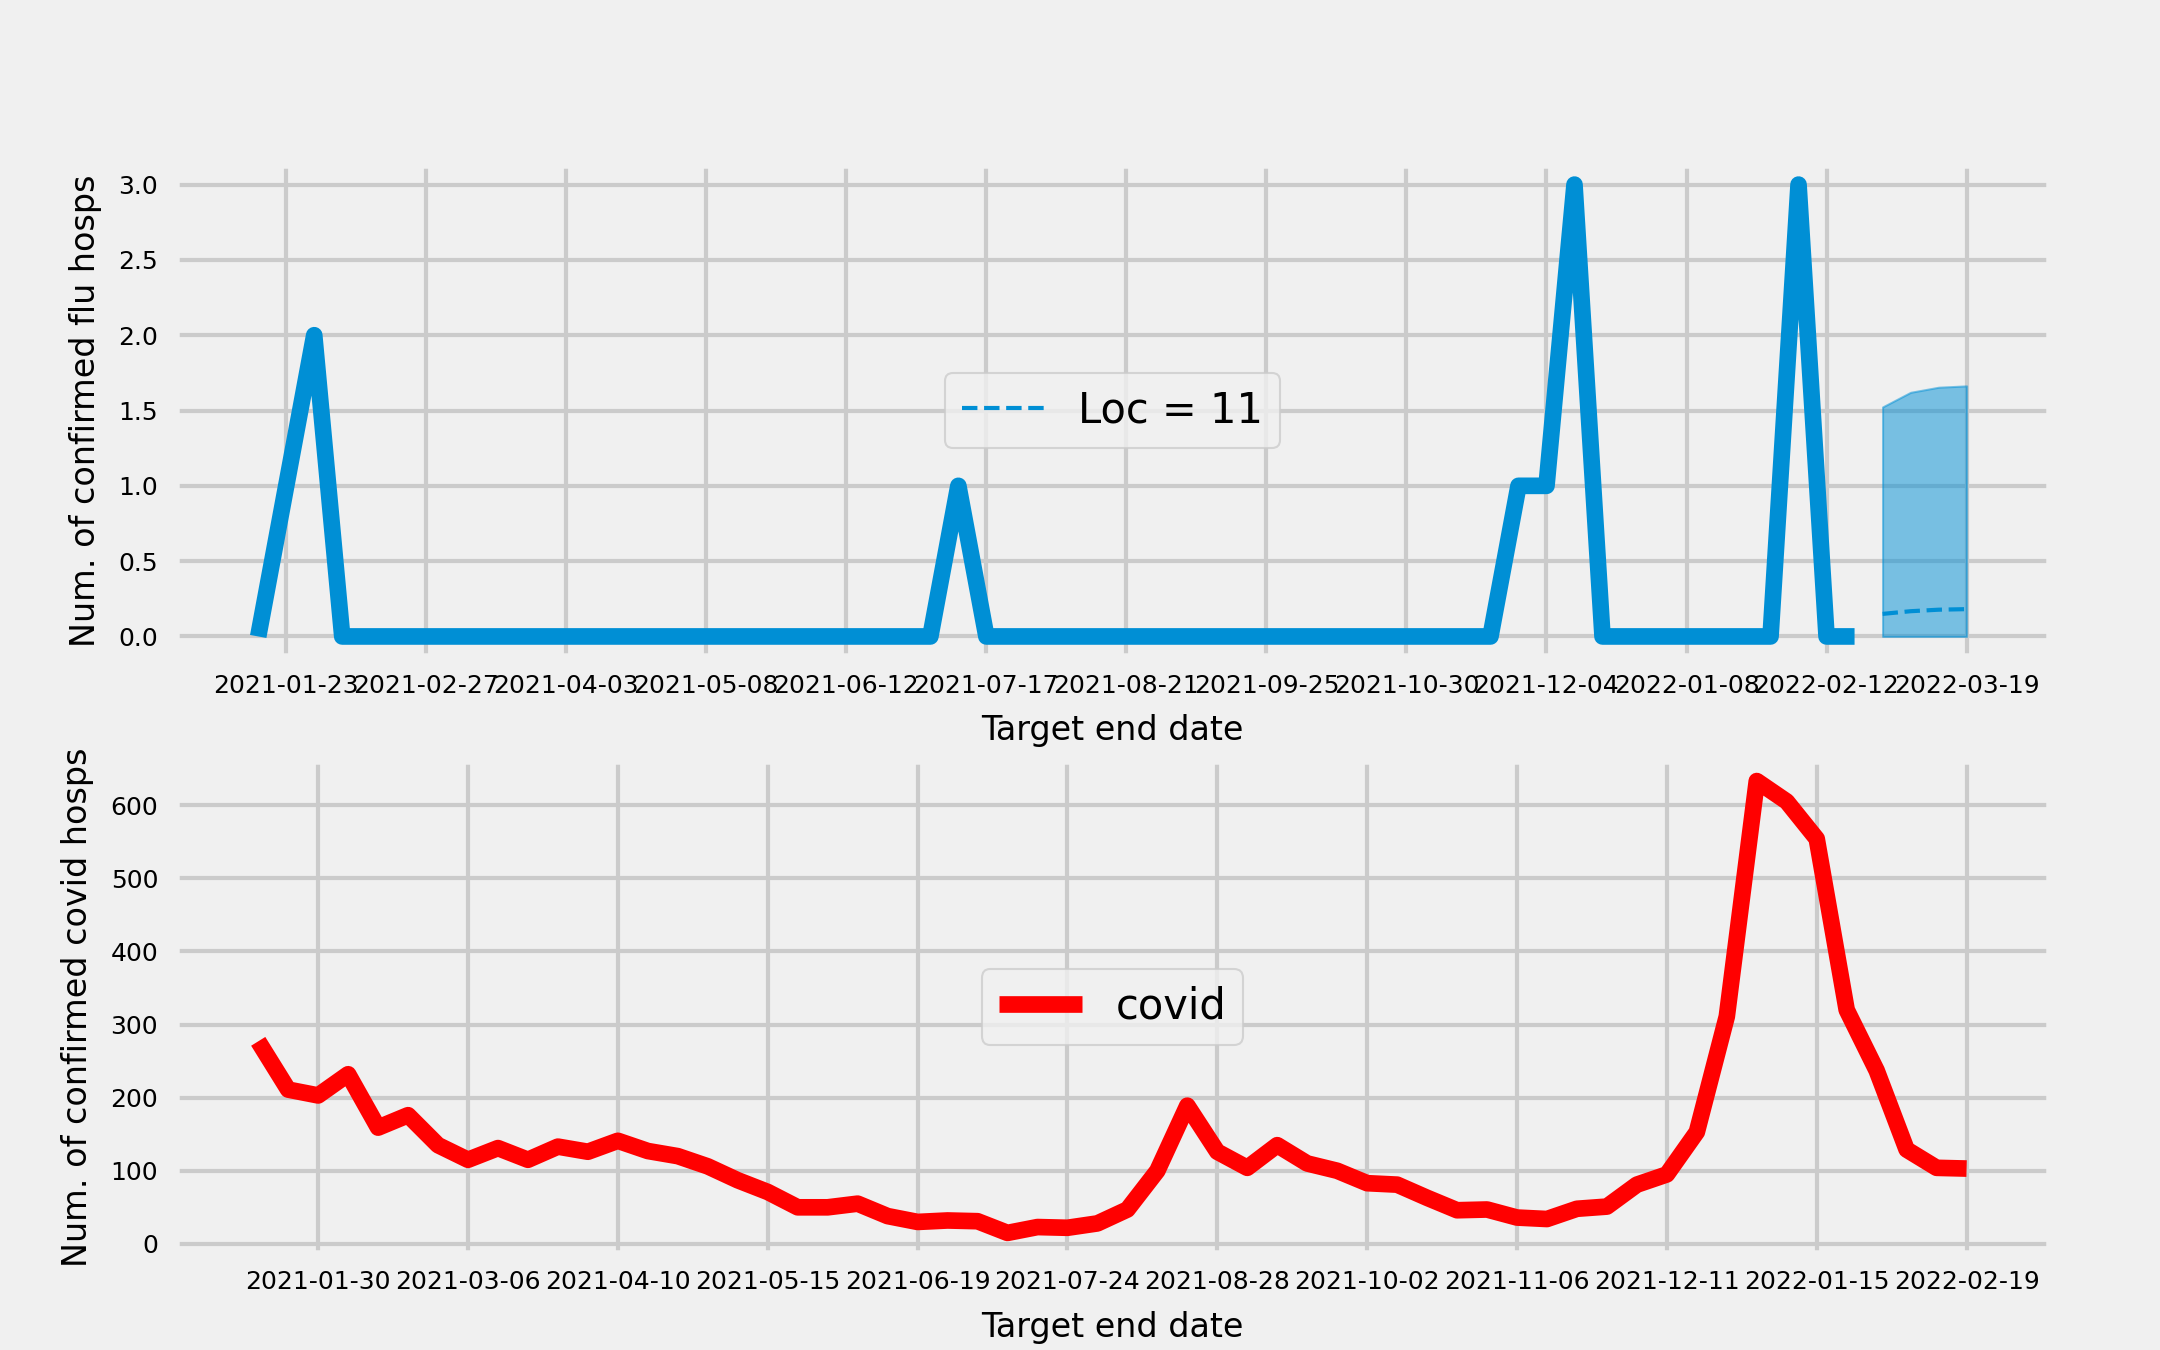 Num. of confirmed flu hosps
3.0
2.5
2.0
1.5
1.0
0.5
0.0
Loc = 11
2021-01-23 2021-02-27 2021-04-03 2021-05-08 2021-06-12 2021-07-17 2021-08-21 2021-09-25 2021-10-30 2021-12-04 2022-01-08 2022-02-12 2022-03-19
Target end date
Num. of confirmed covid hosps
600
500
400
300
200
100
0
covid
2021-01-30 2021-03-06 2021-04-10 2021-05-15 2021-06-19 2021-07-24 2021-08-28 2021-10-02 2021-11-06 2021-12-11 2022-01-15 2022-02-19
Target end date